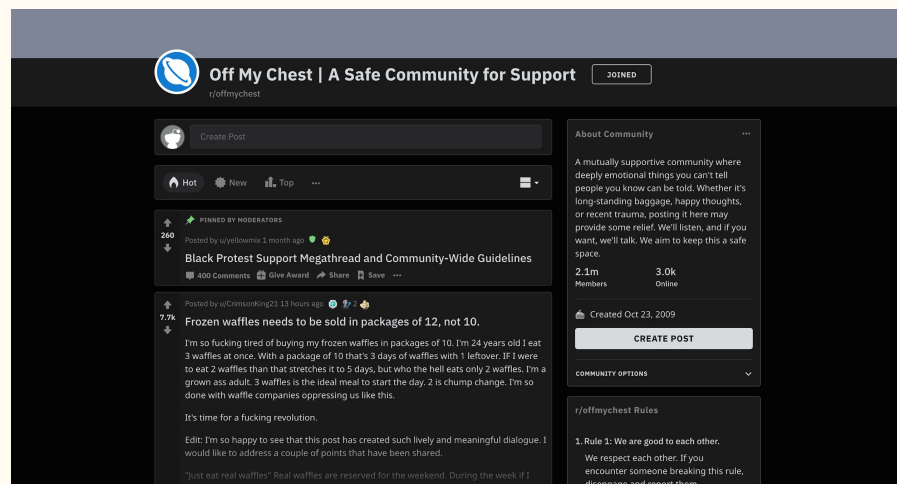 Off My Chest | A Safe Community for Support
JOINED
r/offmychest
Create Post
Hot New Top ···
PINNED BY MODERATORS
260
Posted by u/yellowmix 1 month ago
Black Protest Support Megathread and Community-Wide Guidelines
400 Comments Give Award Share Save ···
7.7k
Posted by u/CrimsonKing21 13 hours ago 2
Frozen waffles needs to be sold in packages of 12, not 10.
I'm so fucking tired of buying my frozen waffles in packages of 10. I'm 24 years old I eat
3 waffles at once. With a package of 10 that's 3 days of waffles with 1 leftover. IF I were
to eat 2 waffles than that stretches it to 5 days, but who the hell eats only 2 waffles. I'm a
grown ass adult. 3 waffles is the ideal meal to start the day. 2 is chump change. I'm so
done with waffle companies oppressing us like this.
It's time for a fucking revolution.
Edit: I'm so happy to see that this post has created such lively and meaningful dialogue. I
would like to address a couple of points that have been shared.
"Just eat real waffles" Real waffles are reserved for the weekend. During the week if I
About Community ···
A mutually supportive community where
deeply emotional things you can't tell
people you know can be told. Whether it's
long-standing baggage, happy thoughts,
or recent trauma, posting it here may
provide some relief. We'll listen, and if you
want, we'll talk. We aim to keep this a safe
space.
2.1m 3.0k
Members Online
Created Oct 23, 2009
CREATE POST
COMMUNITY OPTIONS
r/offmychest Rules
1. Rule 1: We are good to each other.
We respect each other. If you
encounter someone breaking this rule,
disengage and report them.